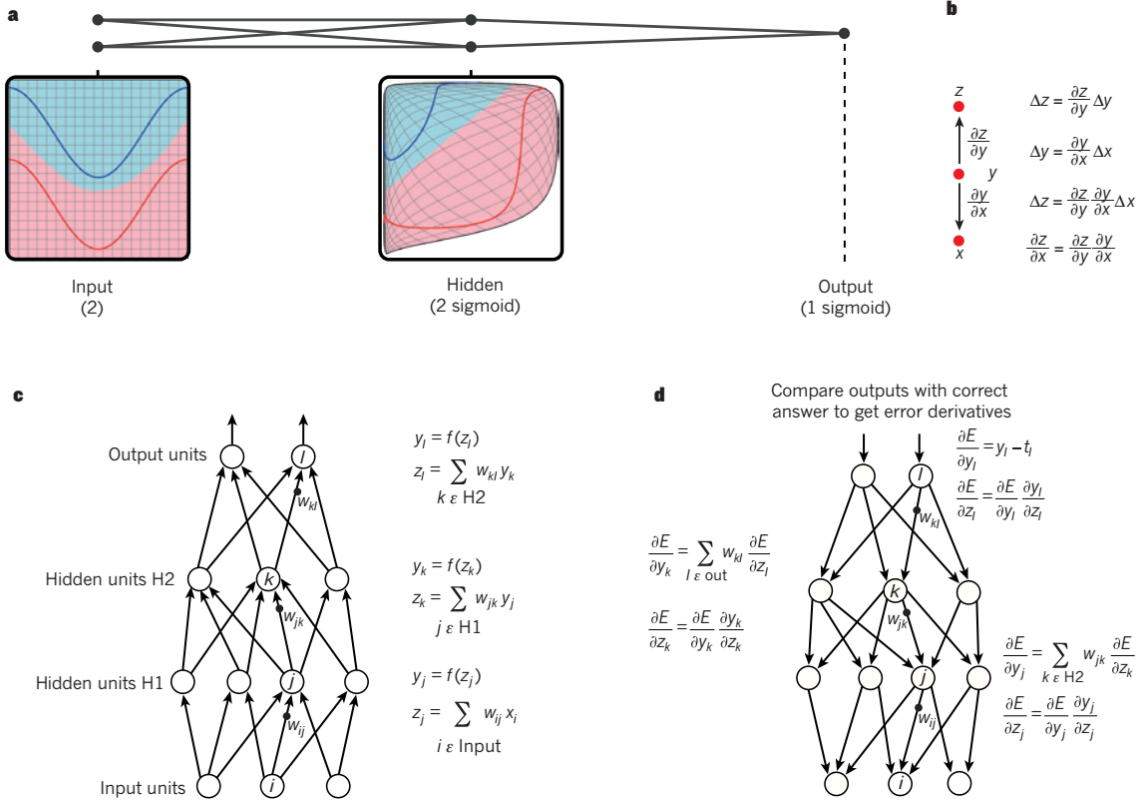 a
Input
(2)
Hidden
(2 sigmoid)
Output
(1 sigmoid)
b
z
∂z/∂y
y
∂y/∂x
x
Δz = ∂z/∂y Δy
Δy = ∂y/∂x Δx
Δz = ∂z/∂y ∂y/∂x Δx
∂z/∂x = ∂z/∂y ∂y/∂x
c
Output units
l
w_kl
y_l = f(z_l)
z_l = ∑ w_kl y_k
k ε H2
Hidden units H2
k
w_jk
y_k = f(z_k)
z_k = ∑ w_jk y_j
j ε H1
Hidden units H1
j
w_ij
y_j = f(z_j)
z_j = ∑ w_ij x_i
i ε Input
Input units
i
d
Compare outputs with correct
answer to get error derivatives
∂E/∂y_l = y_l − t_l
∂E/∂z_l = ∂E/∂y_l ∂y_l/∂z_l
l
w_kl
∂E/∂y_k = ∑ w_kl ∂E/∂z_l
l ε out
∂E/∂z_k = ∂E/∂y_k ∂y_k/∂z_k
k
w_jk
∂E/∂y_j = ∑ w_jk ∂E/∂z_k
k ε H2
∂E/∂z_j = ∂E/∂y_j ∂y_j/∂z_j
j
w_ij
i